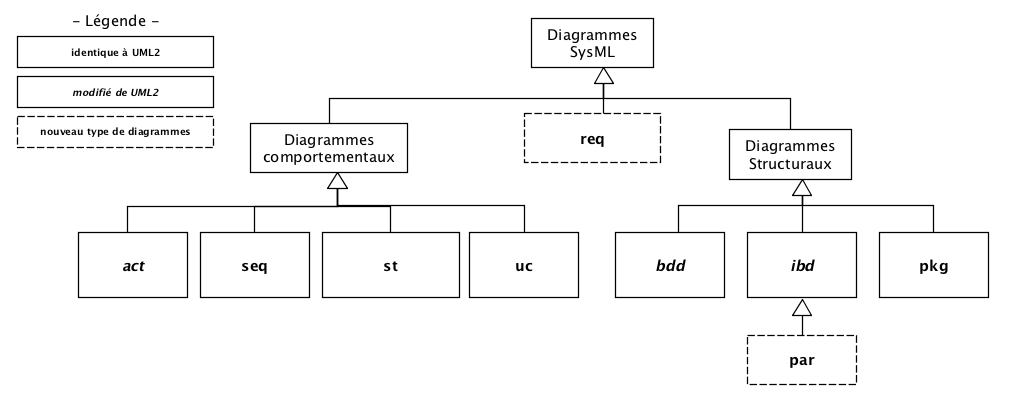 - Légende -
identique à UML2
modifié de UML2
nouveau type de diagrammes
Diagrammes
SysML
Diagrammes
comportementaux
req
Diagrammes
Structuraux
act
seq
st
uc
bdd
ibd
pkg
par